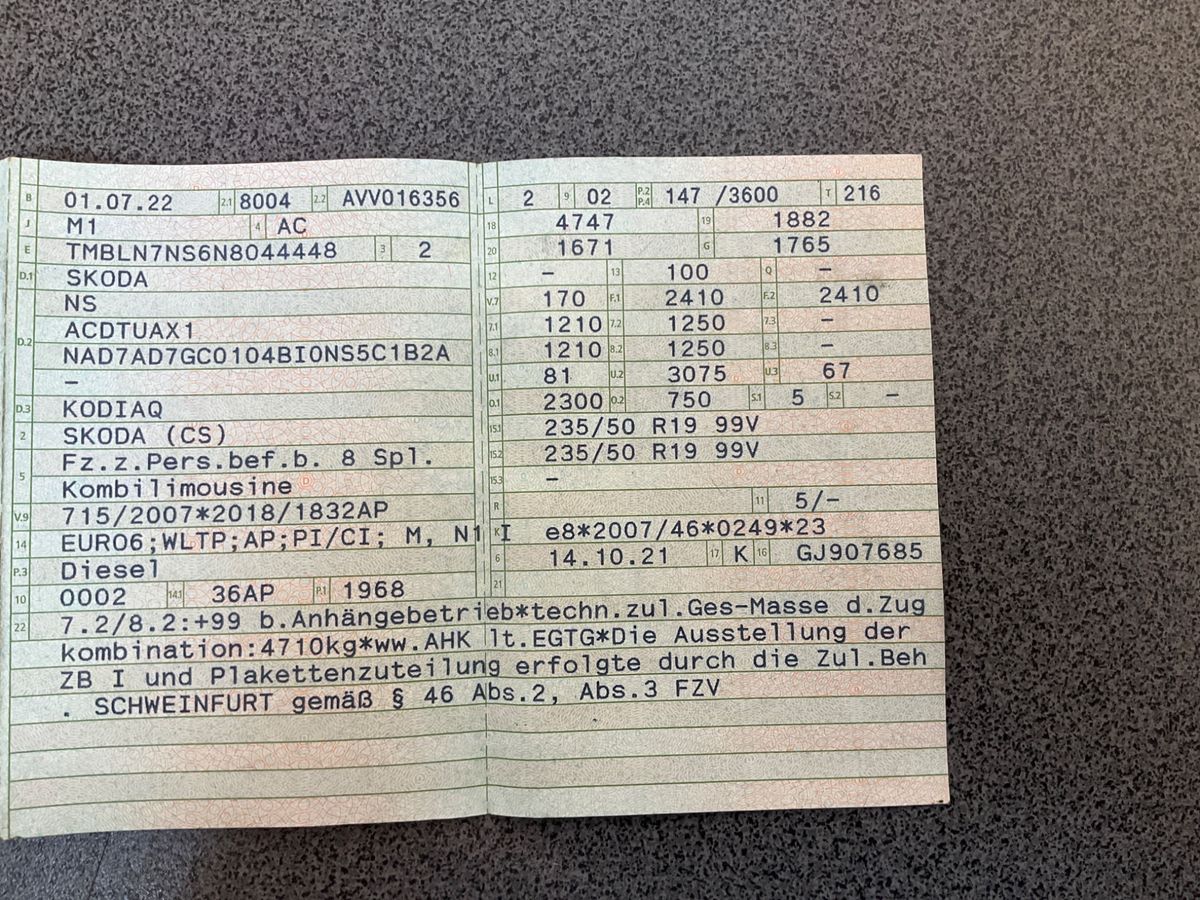 B 01.07.22 2.1 8004 2.2 AVV016356 L 2 9 02 P.2 P.4 147 /3600 T 216
J M1 4 AC 18 4747 19 1882
E TMBLN7NS6N8044448 3 2 20 1671 G 1765
D.1 SKODA 12 – 13 100 Q –
D.2 NS V.7 170 F.1 2410 F.2 2410
ACDTUAX1 7.1 1210 7.2 1250 7.3 –
NAD7AD7GC0104BI0NS5C1B2A 8.1 1210 8.2 1250 8.3 –
– U.1 81 U.2 3075 U.3 67
D.3 KODIAQ O.1 2300 O.2 750 S.1 5 S.2 –
2 SKODA (CS) 15.1 235/50 R19 99V
5 Fz.z.Pers.bef.b. 8 Spl. 15.2 235/50 R19 99V
Kombilimousine 15.3 –
V.9 715/2007*2018/1832AP R 11 5/–
14 EURO6;WLTP;AP;PI/CI; M, N1 I K e8*2007/46*0249*23
P.3 Diesel 6 14.10.21 17 K 16 GJ907685
10 0002 14.1 36AP P.1 1968 21
22 7.2/8.2:+99 b.Anhängebetrieb*techn.zul.Ges-Masse d.Zug
kombination:4710kg*ww.AHK lt.EGTG*Die Ausstellung der
ZB I und Plakettenzuteilung erfolgte durch die Zul.Beh
. SCHWEINFURT gemäß § 46 Abs.2, Abs.3 FZV